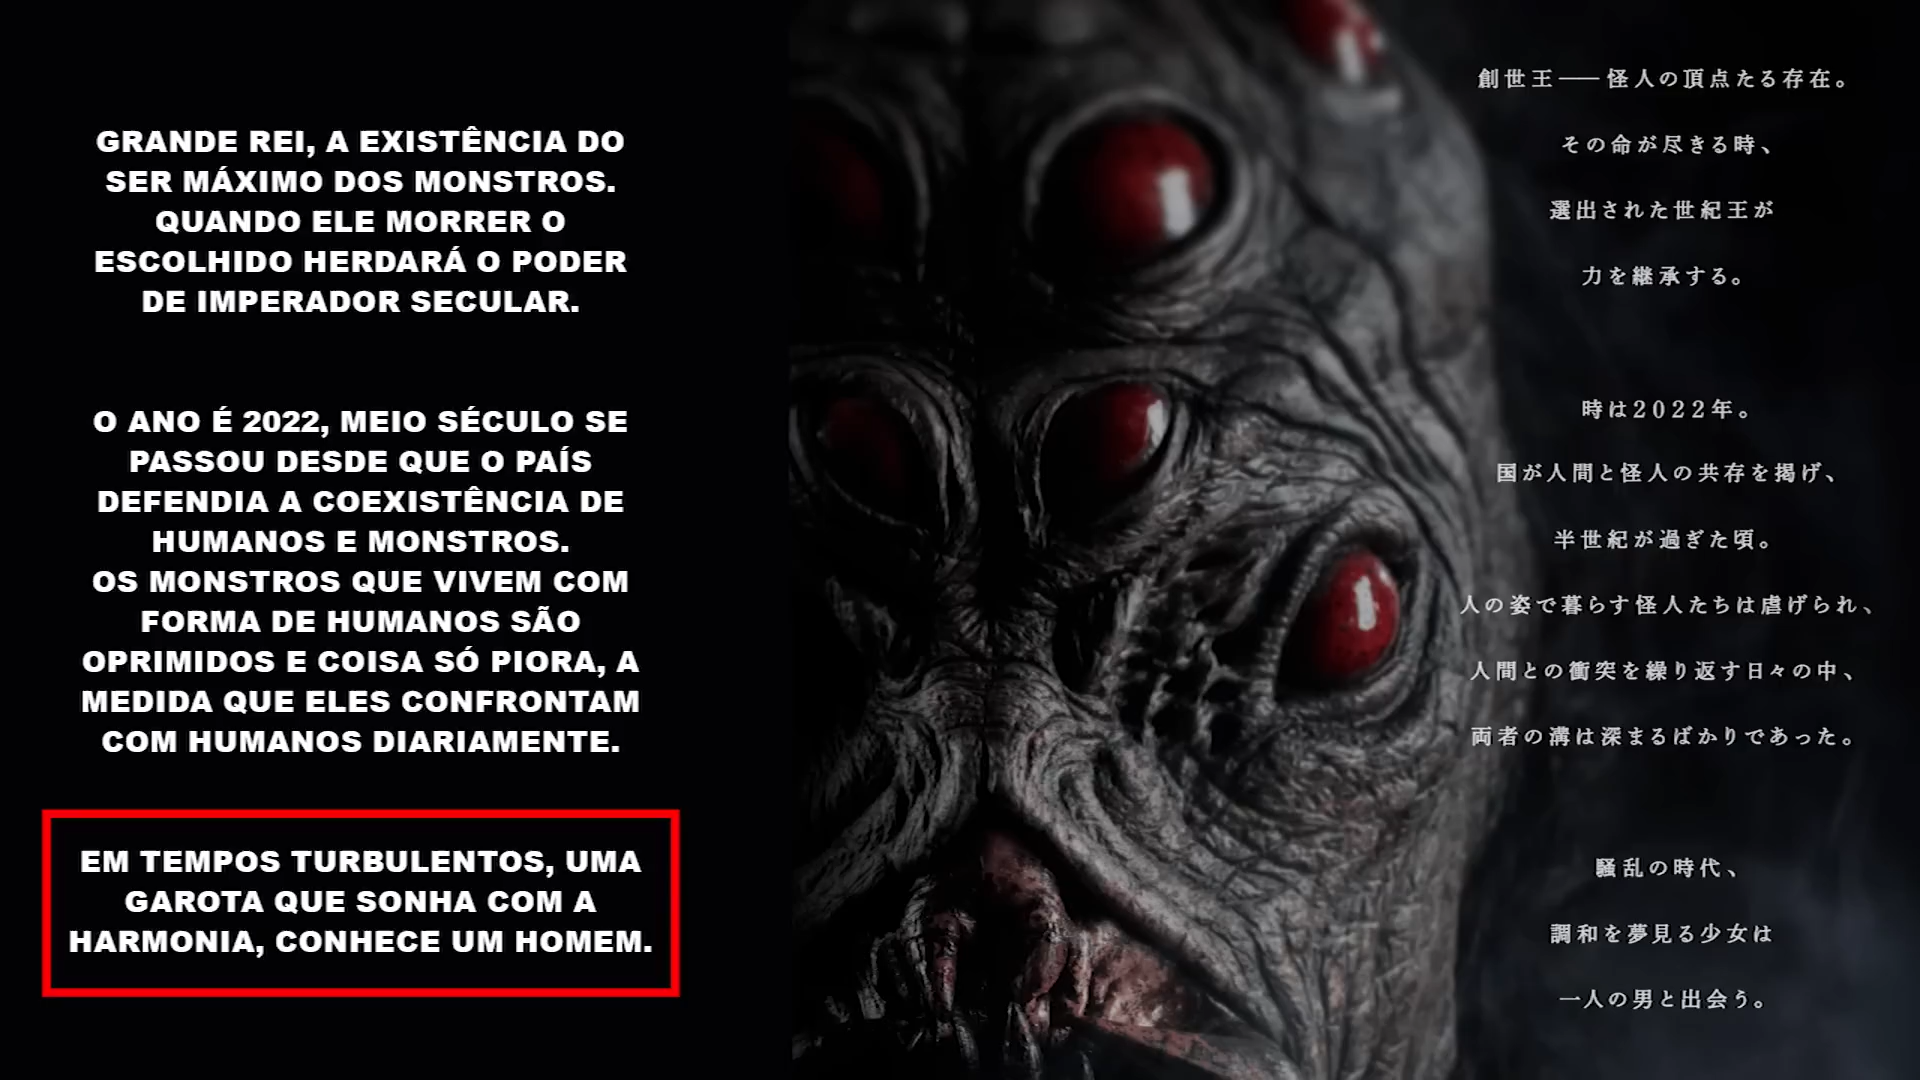 GRANDE REI, A EXISTÊNCIA DO
SER MÁXIMO DOS MONSTROS.
QUANDO ELE MORRER O
ESCOLHIDO HERDARÁ O PODER
DE IMPERADOR SECULAR.
O ANO É 2022, MEIO SÉCULO SE
PASSOU DESDE QUE O PAÍS
DEFENDIA A COEXISTÊNCIA DE
HUMANOS E MONSTROS.
OS MONSTROS QUE VIVEM COM
FORMA DE HUMANOS SÃO
OPRIMIDOS E COISA SÓ PIORA, A
MEDIDA QUE ELES CONFRONTAM
COM HUMANOS DIARIAMENTE.
EM TEMPOS TURBULENTOS, UMA
GAROTA QUE SONHA COM A
HARMONIA, CONHECE UM HOMEM.
創世王──怪人の頂点たる存在。
その命が尽きる時、
選出された世紀王が
力を継承する。
時は2022年。
国が人間と怪人の共存を掲げ、
半世紀が過ぎた頃。
人の姿で暮らす怪人たちは虐げられ、
人間との衝突を繰り返す日々の中、
両者の溝は深まるばかりであった。
騒乱の時代、
調和を夢見る少女は
一人の男と出会う。